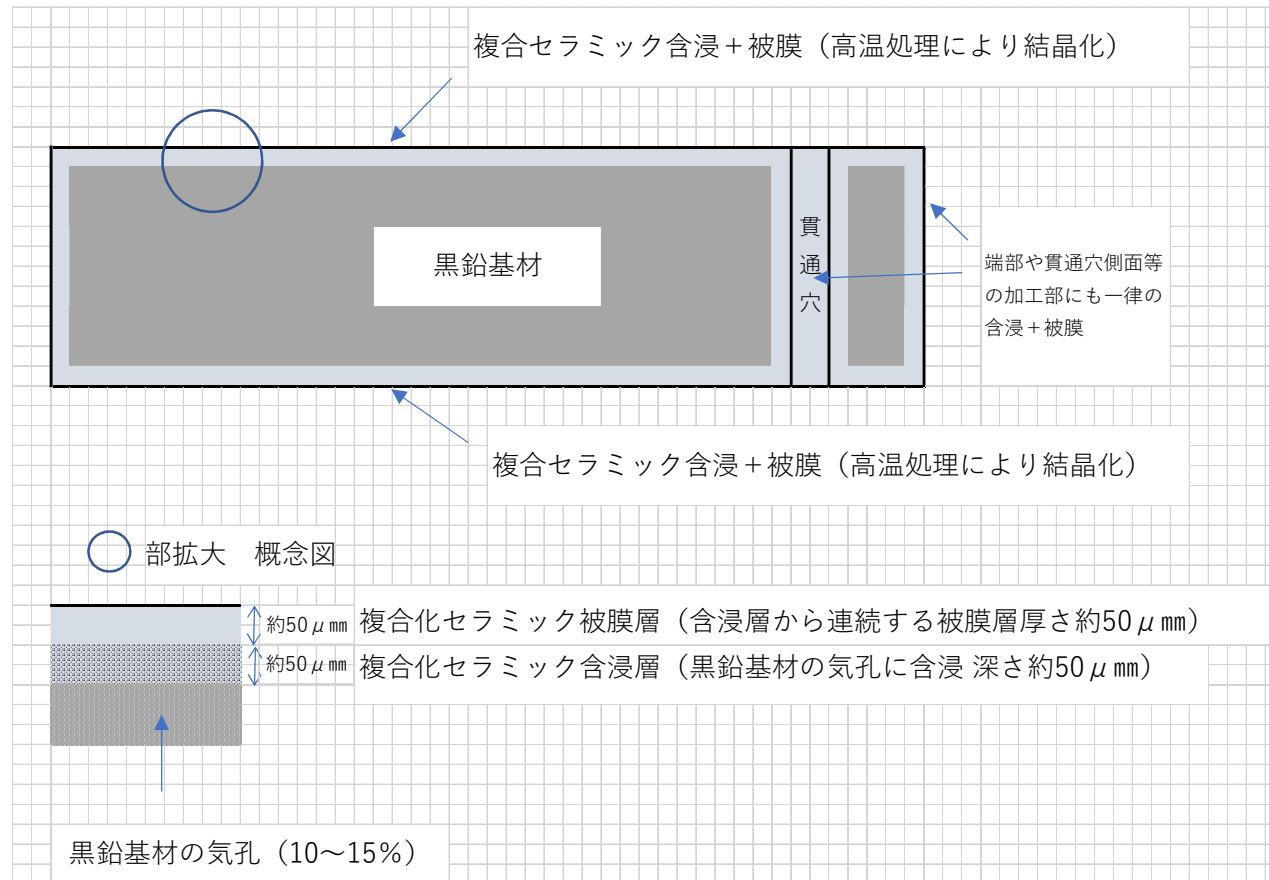 複合セラミック含浸＋被膜（高温処理により結晶化）
黒鉛基材
貫通穴
端部や貫通穴側面等
の加工部にも一律の
含浸＋被膜
複合セラミック含浸＋被膜（高温処理により結晶化）
部拡大　概念図
約50μ㎜ 複合化セラミック被膜層（含浸層から連続する被膜層厚さ約50μ㎜）
約50μ㎜ 複合化セラミック含浸層（黒鉛基材の気孔に含浸 深さ約50μ㎜）
黒鉛基材の気孔（10～15%）